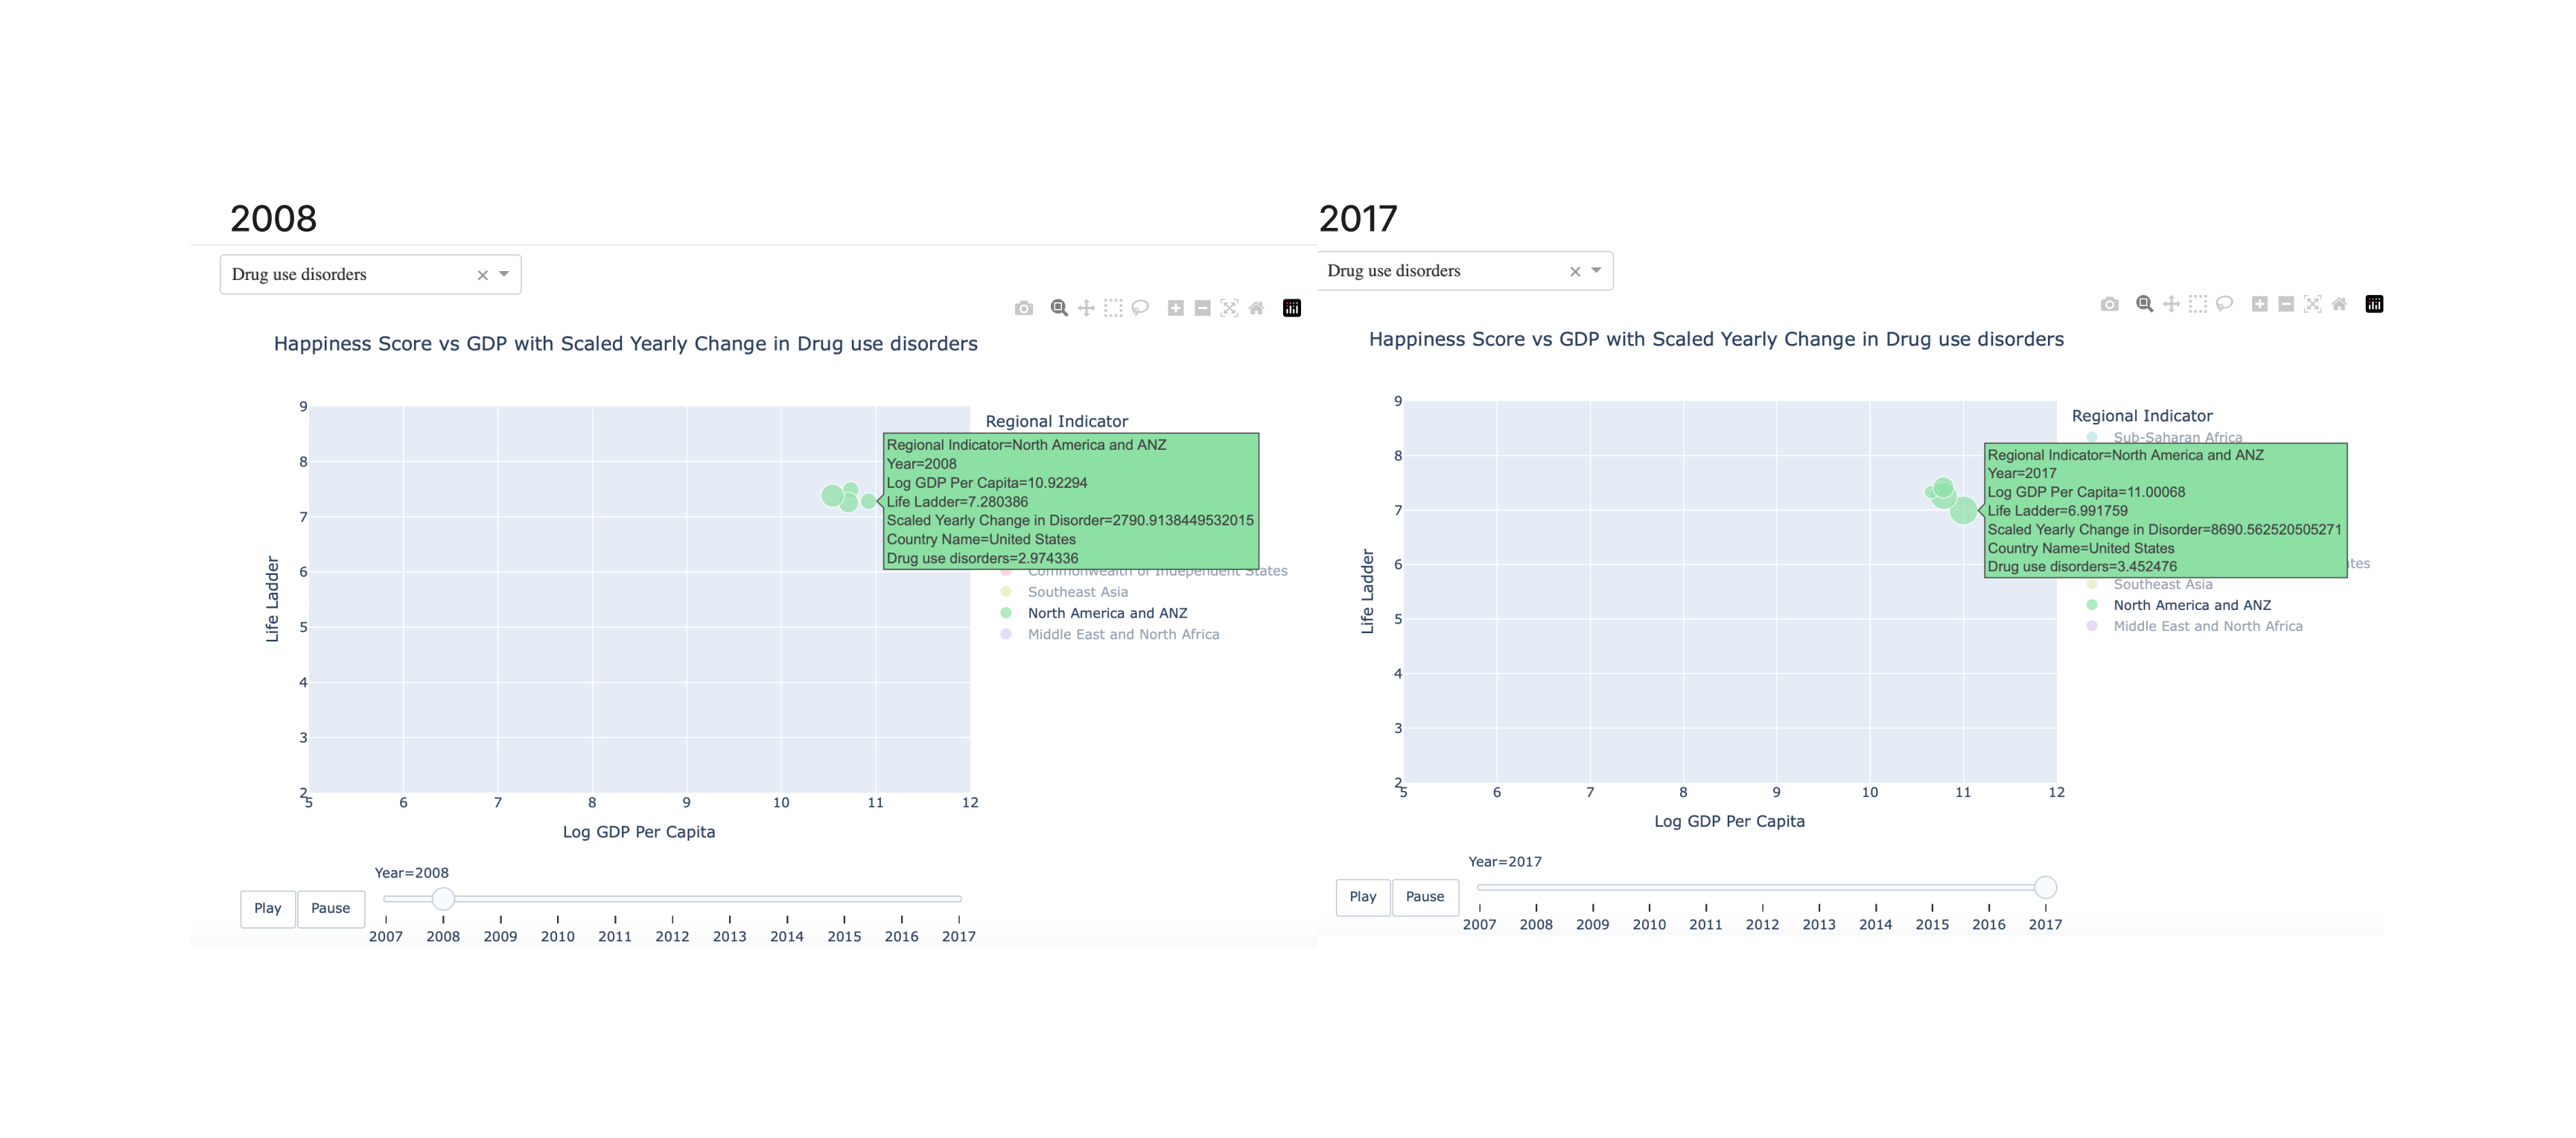 2008
Drug use disorders
Happiness Score vs GDP with Scaled Yearly Change in Drug use disorders
9
8
7
6
5
4
3
2
Life Ladder
5 6 7 8 9 10 11 12
Log GDP Per Capita
Regional Indicator
Regional Indicator=North America and ANZ
Year=2008
Log GDP Per Capita=10.92294
Life Ladder=7.280386
Scaled Yearly Change in Disorder=2790.9138449532015
Country Name=United States
Drug use disorders=2.974336
Commonwealth of Independent States
Southeast Asia
North America and ANZ
Middle East and North Africa
Year=2008
Play Pause
2007 2008 2009 2010 2011 2012 2013 2014 2015 2016 2017
2017
Drug use disorders
Happiness Score vs GDP with Scaled Yearly Change in Drug use disorders
9
8
7
6
5
4
3
2
Life Ladder
5 6 7 8 9 10 11 12
Log GDP Per Capita
Regional Indicator
Sub-Saharan Africa
Regional Indicator=North America and ANZ
Year=2017
Log GDP Per Capita=11.00068
Life Ladder=6.991759
Scaled Yearly Change in Disorder=8690.562520505271
Country Name=United States
Drug use disorders=3.452476
tes
Southeast Asia
North America and ANZ
Middle East and North Africa
Year=2017
Play Pause
2007 2008 2009 2010 2011 2012 2013 2014 2015 2016 2017